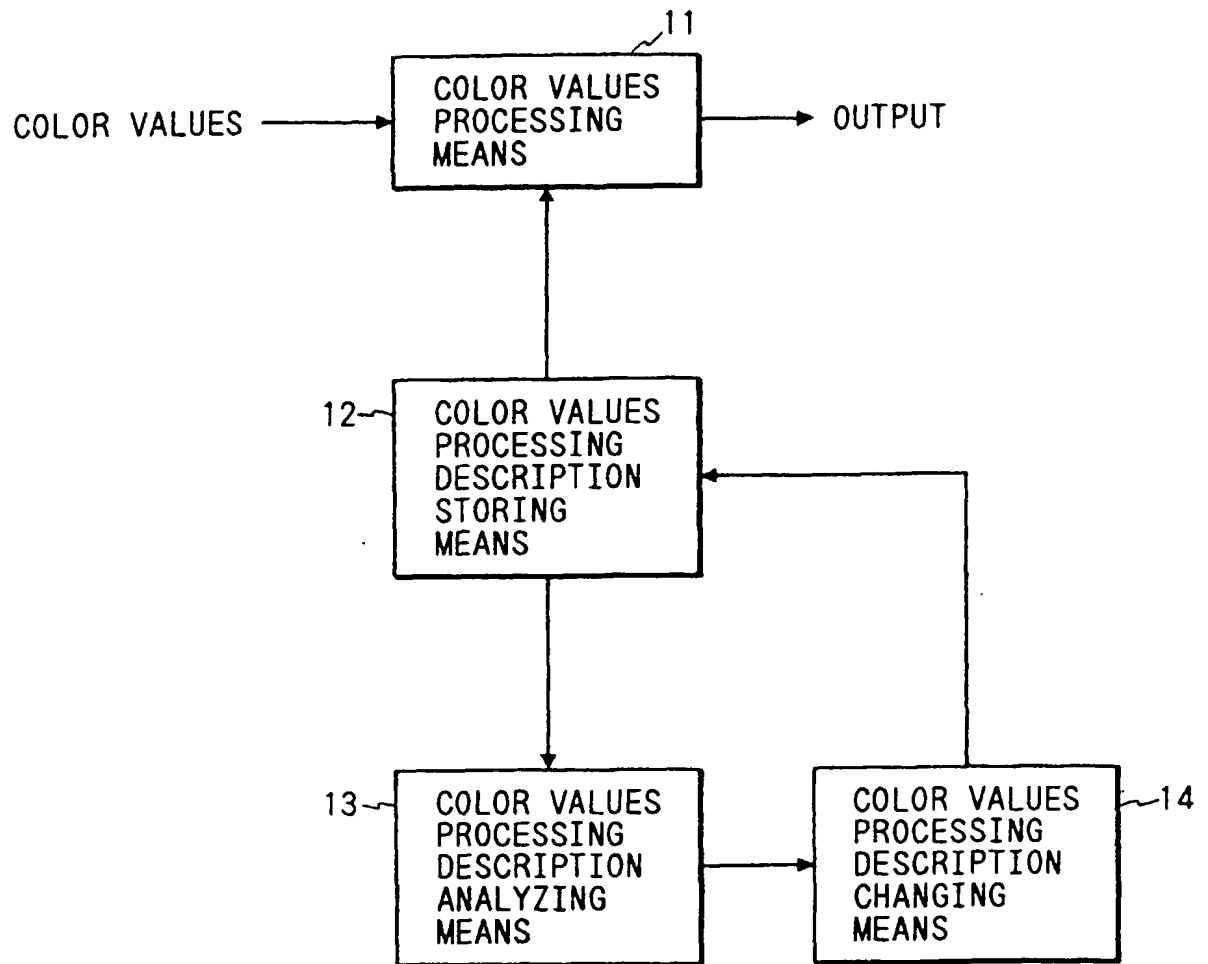 11
COLOR VALUES
PROCESSING
MEANS
COLOR VALUES
OUTPUT
12
COLOR VALUES
PROCESSING
DESCRIPTION
STORING
MEANS
13
COLOR VALUES
PROCESSING
DESCRIPTION
ANALYZING
MEANS
COLOR VALUES
PROCESSING
DESCRIPTION
CHANGING
MEANS
14